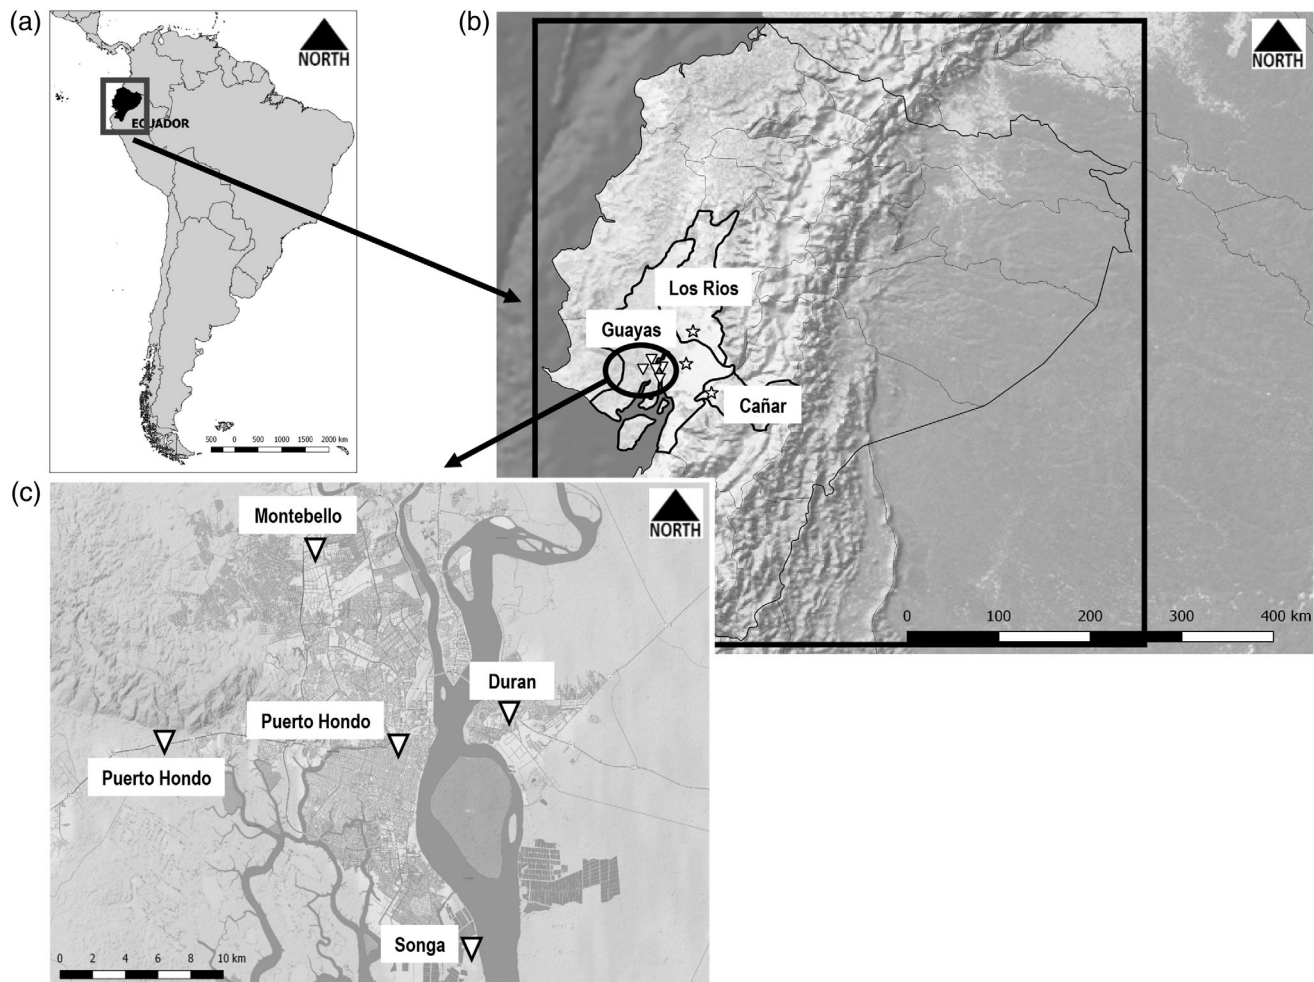 (a)
NORTH
ECUADOR
500 0 500 1000 1500 2000 km
(b)
NORTH
Los Rios
Guayas
Cañar
0 100 200 300 400 km
(c)
NORTH
Montebello
Duran
Puerto Hondo
Puerto Hondo
Songa
0 2 4 6 8 10 km